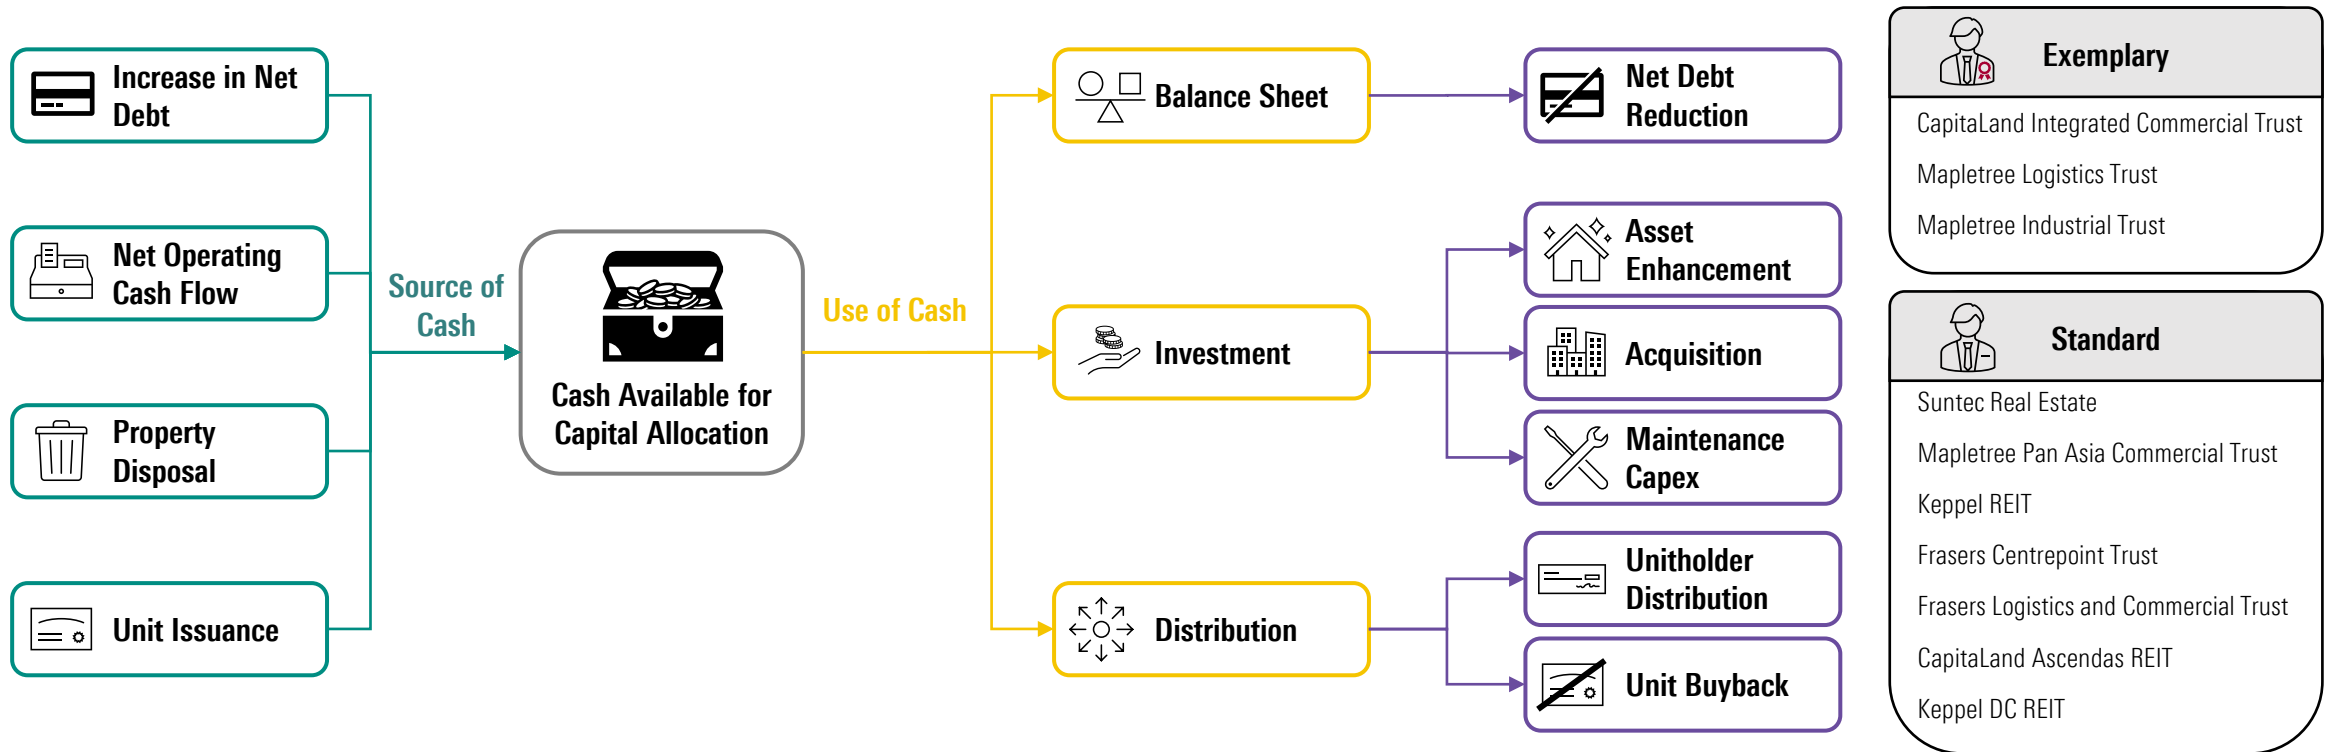 Increase in Net
Debt
Net Operating
Cash Flow
Property
Disposal
Unit Issuance
Source of
Cash
Cash Available for
Capital Allocation
Use of Cash
Balance Sheet
Investment
Distribution
Net Debt
Reduction
Asset
Enhancement
Acquisition
Maintenance
Capex
Unitholder
Distribution
Unit Buyback
Exemplary
CapitaLand Integrated Commercial Trust
Mapletree Logistics Trust
Mapletree Industrial Trust
Standard
Suntec Real Estate
Mapletree Pan Asia Commercial Trust
Keppel REIT
Frasers Centrepoint Trust
Frasers Logistics and Commercial Trust
CapitaLand Ascendas REIT
Keppel DC REIT